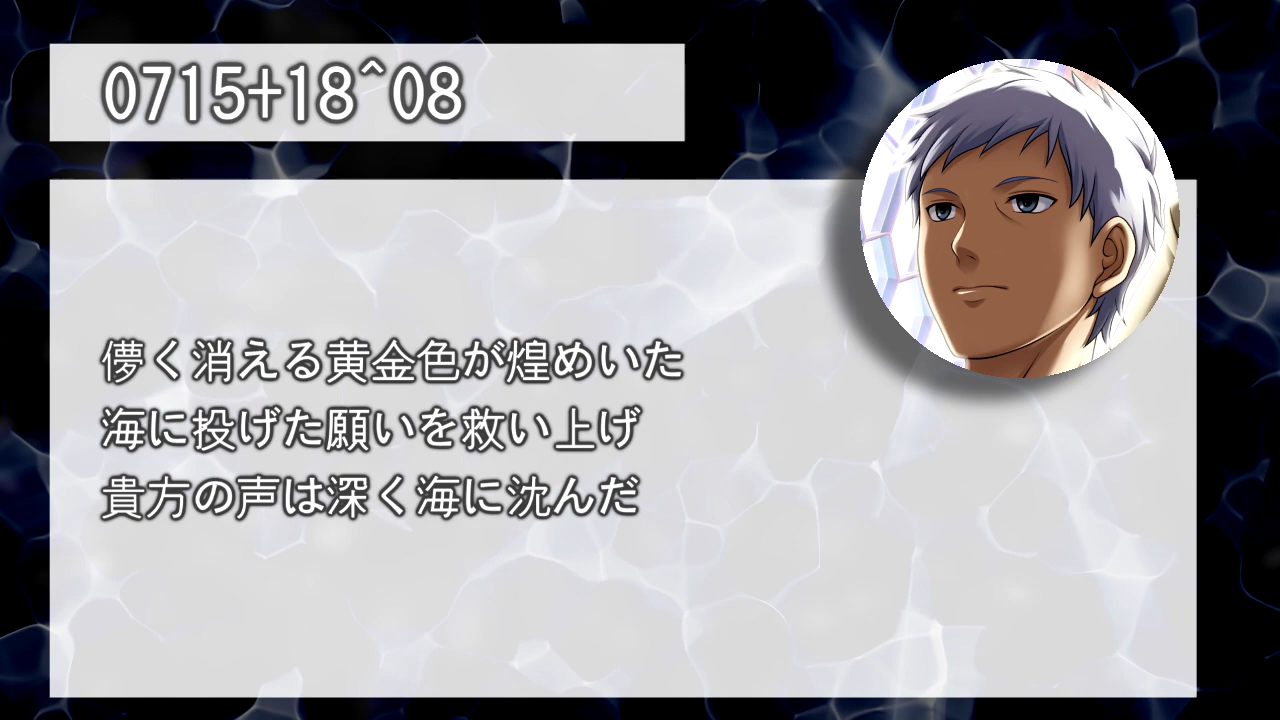 0715+18^08
儚く消える黄金色が煌めいた
海に投げた願いを救い上げ
貴方の声は深く海に沈んだ